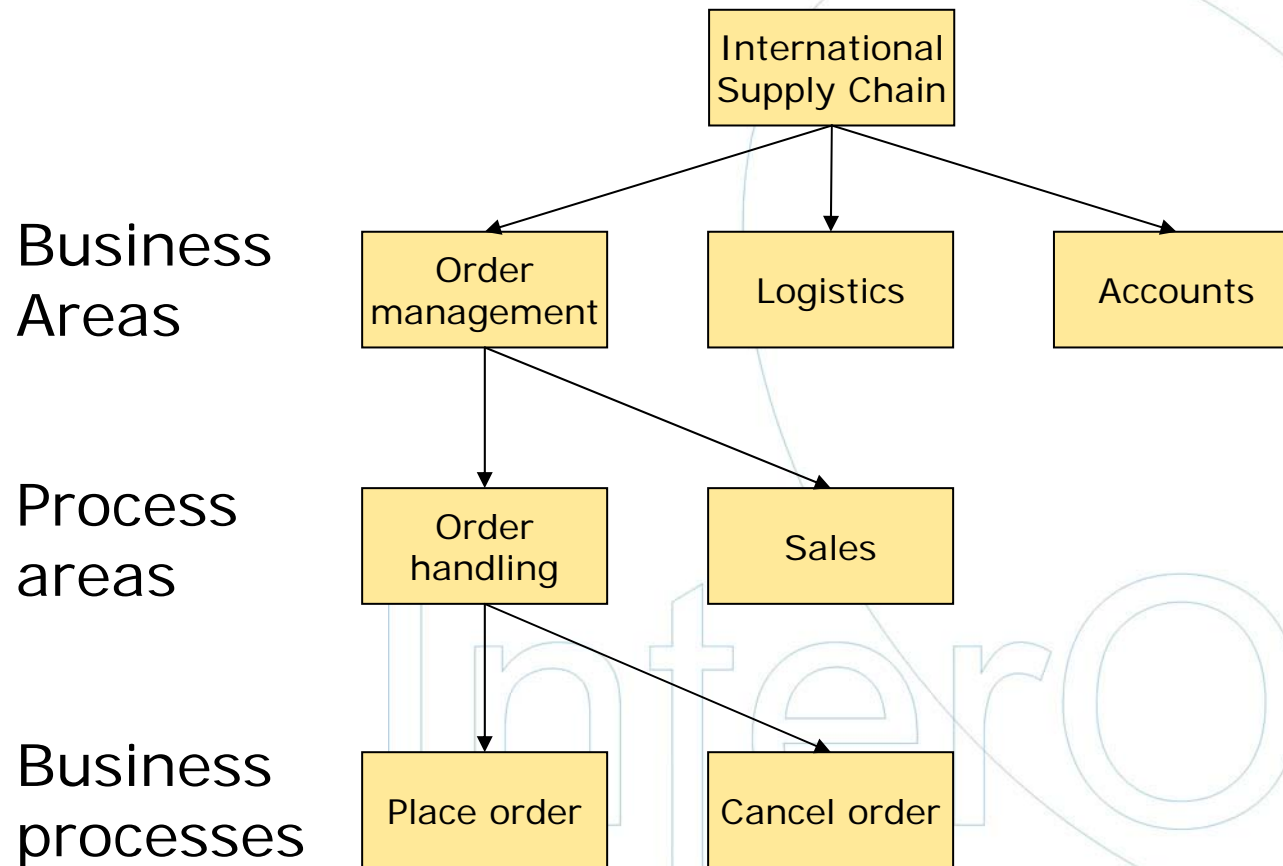 International
Supply Chain
Business
Areas
Order
management
Logistics
Accounts
Process
areas
Order
handling
Sales
Business
processes
Place order
Cancel order
InterO